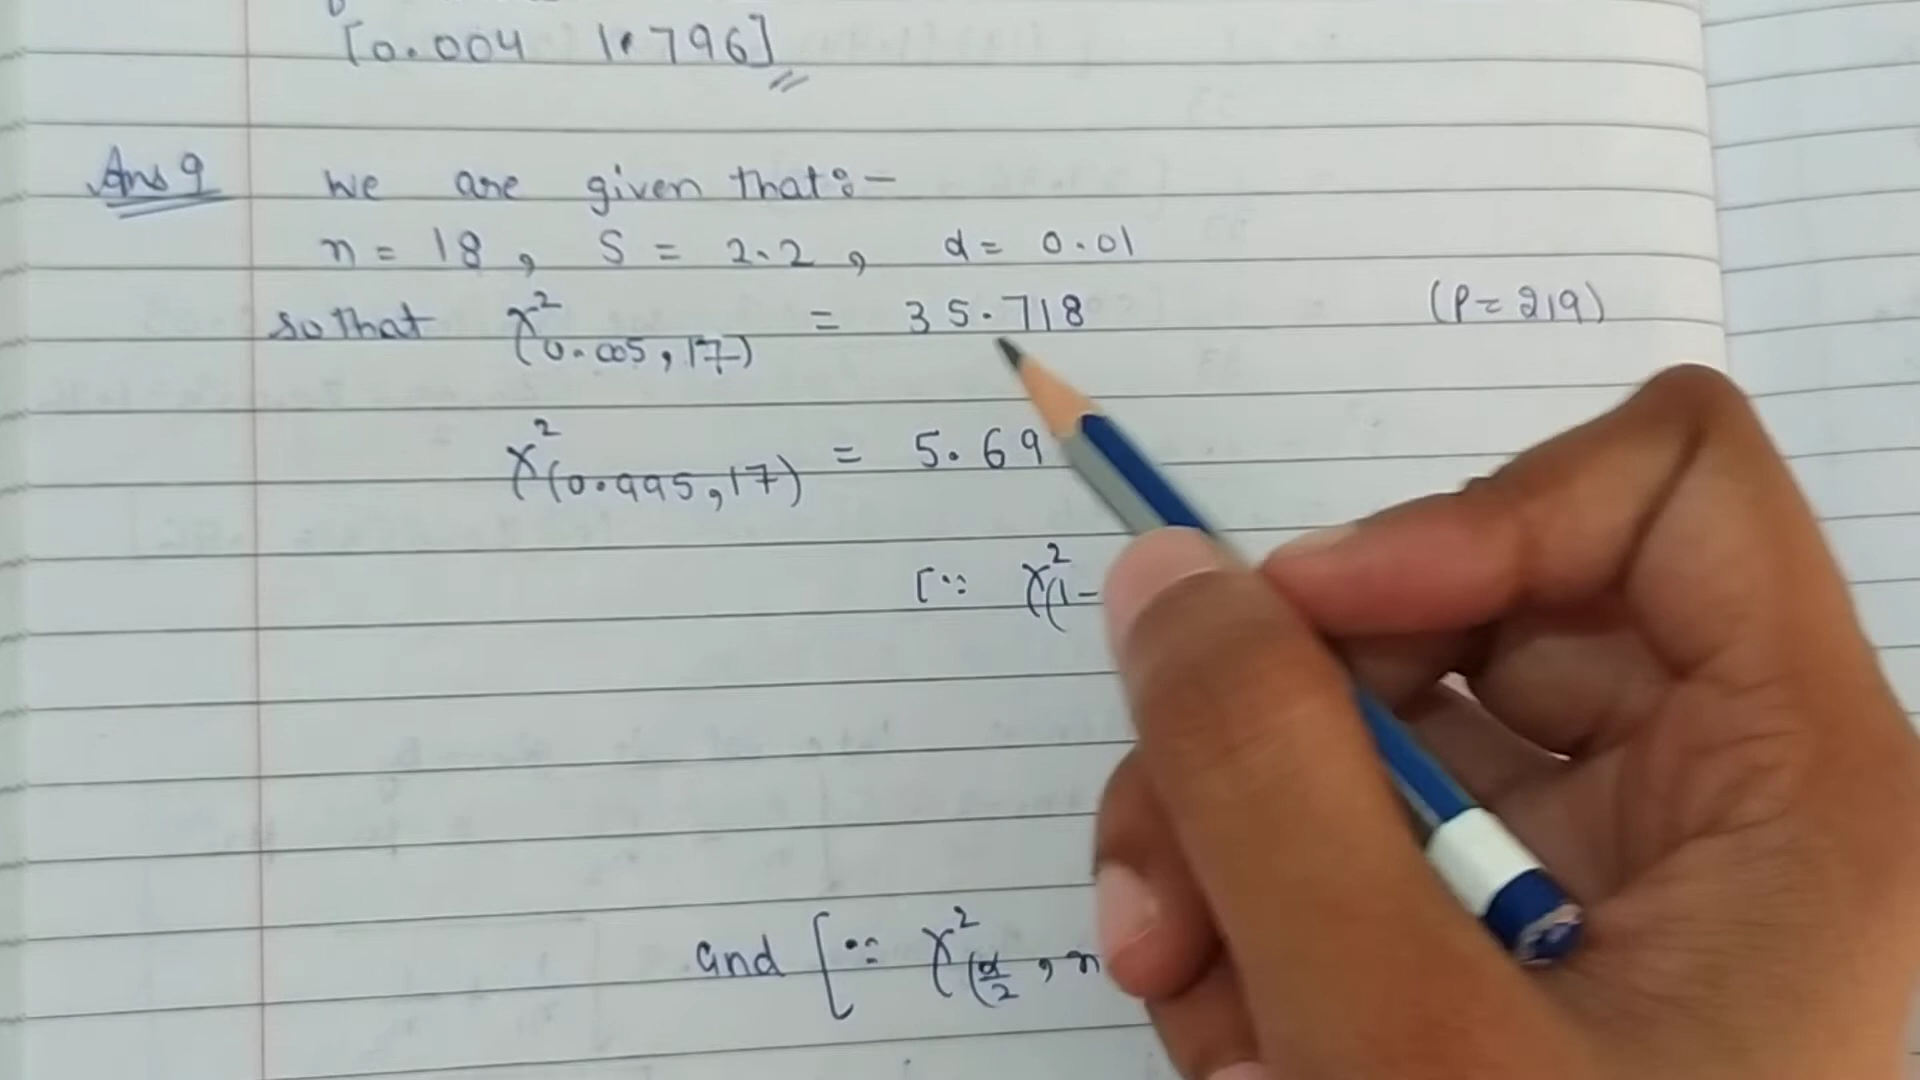 [0.004 1.796]
Ans 9 We are given that:-
n = 18, S = 2.2, α = 0.01
so that χ²(0.005, 17) = 35.718 (P = 219)
χ²(0.995, 17) = 5.69
[∵ χ²((1-
and [∵ χ²(α/2, n